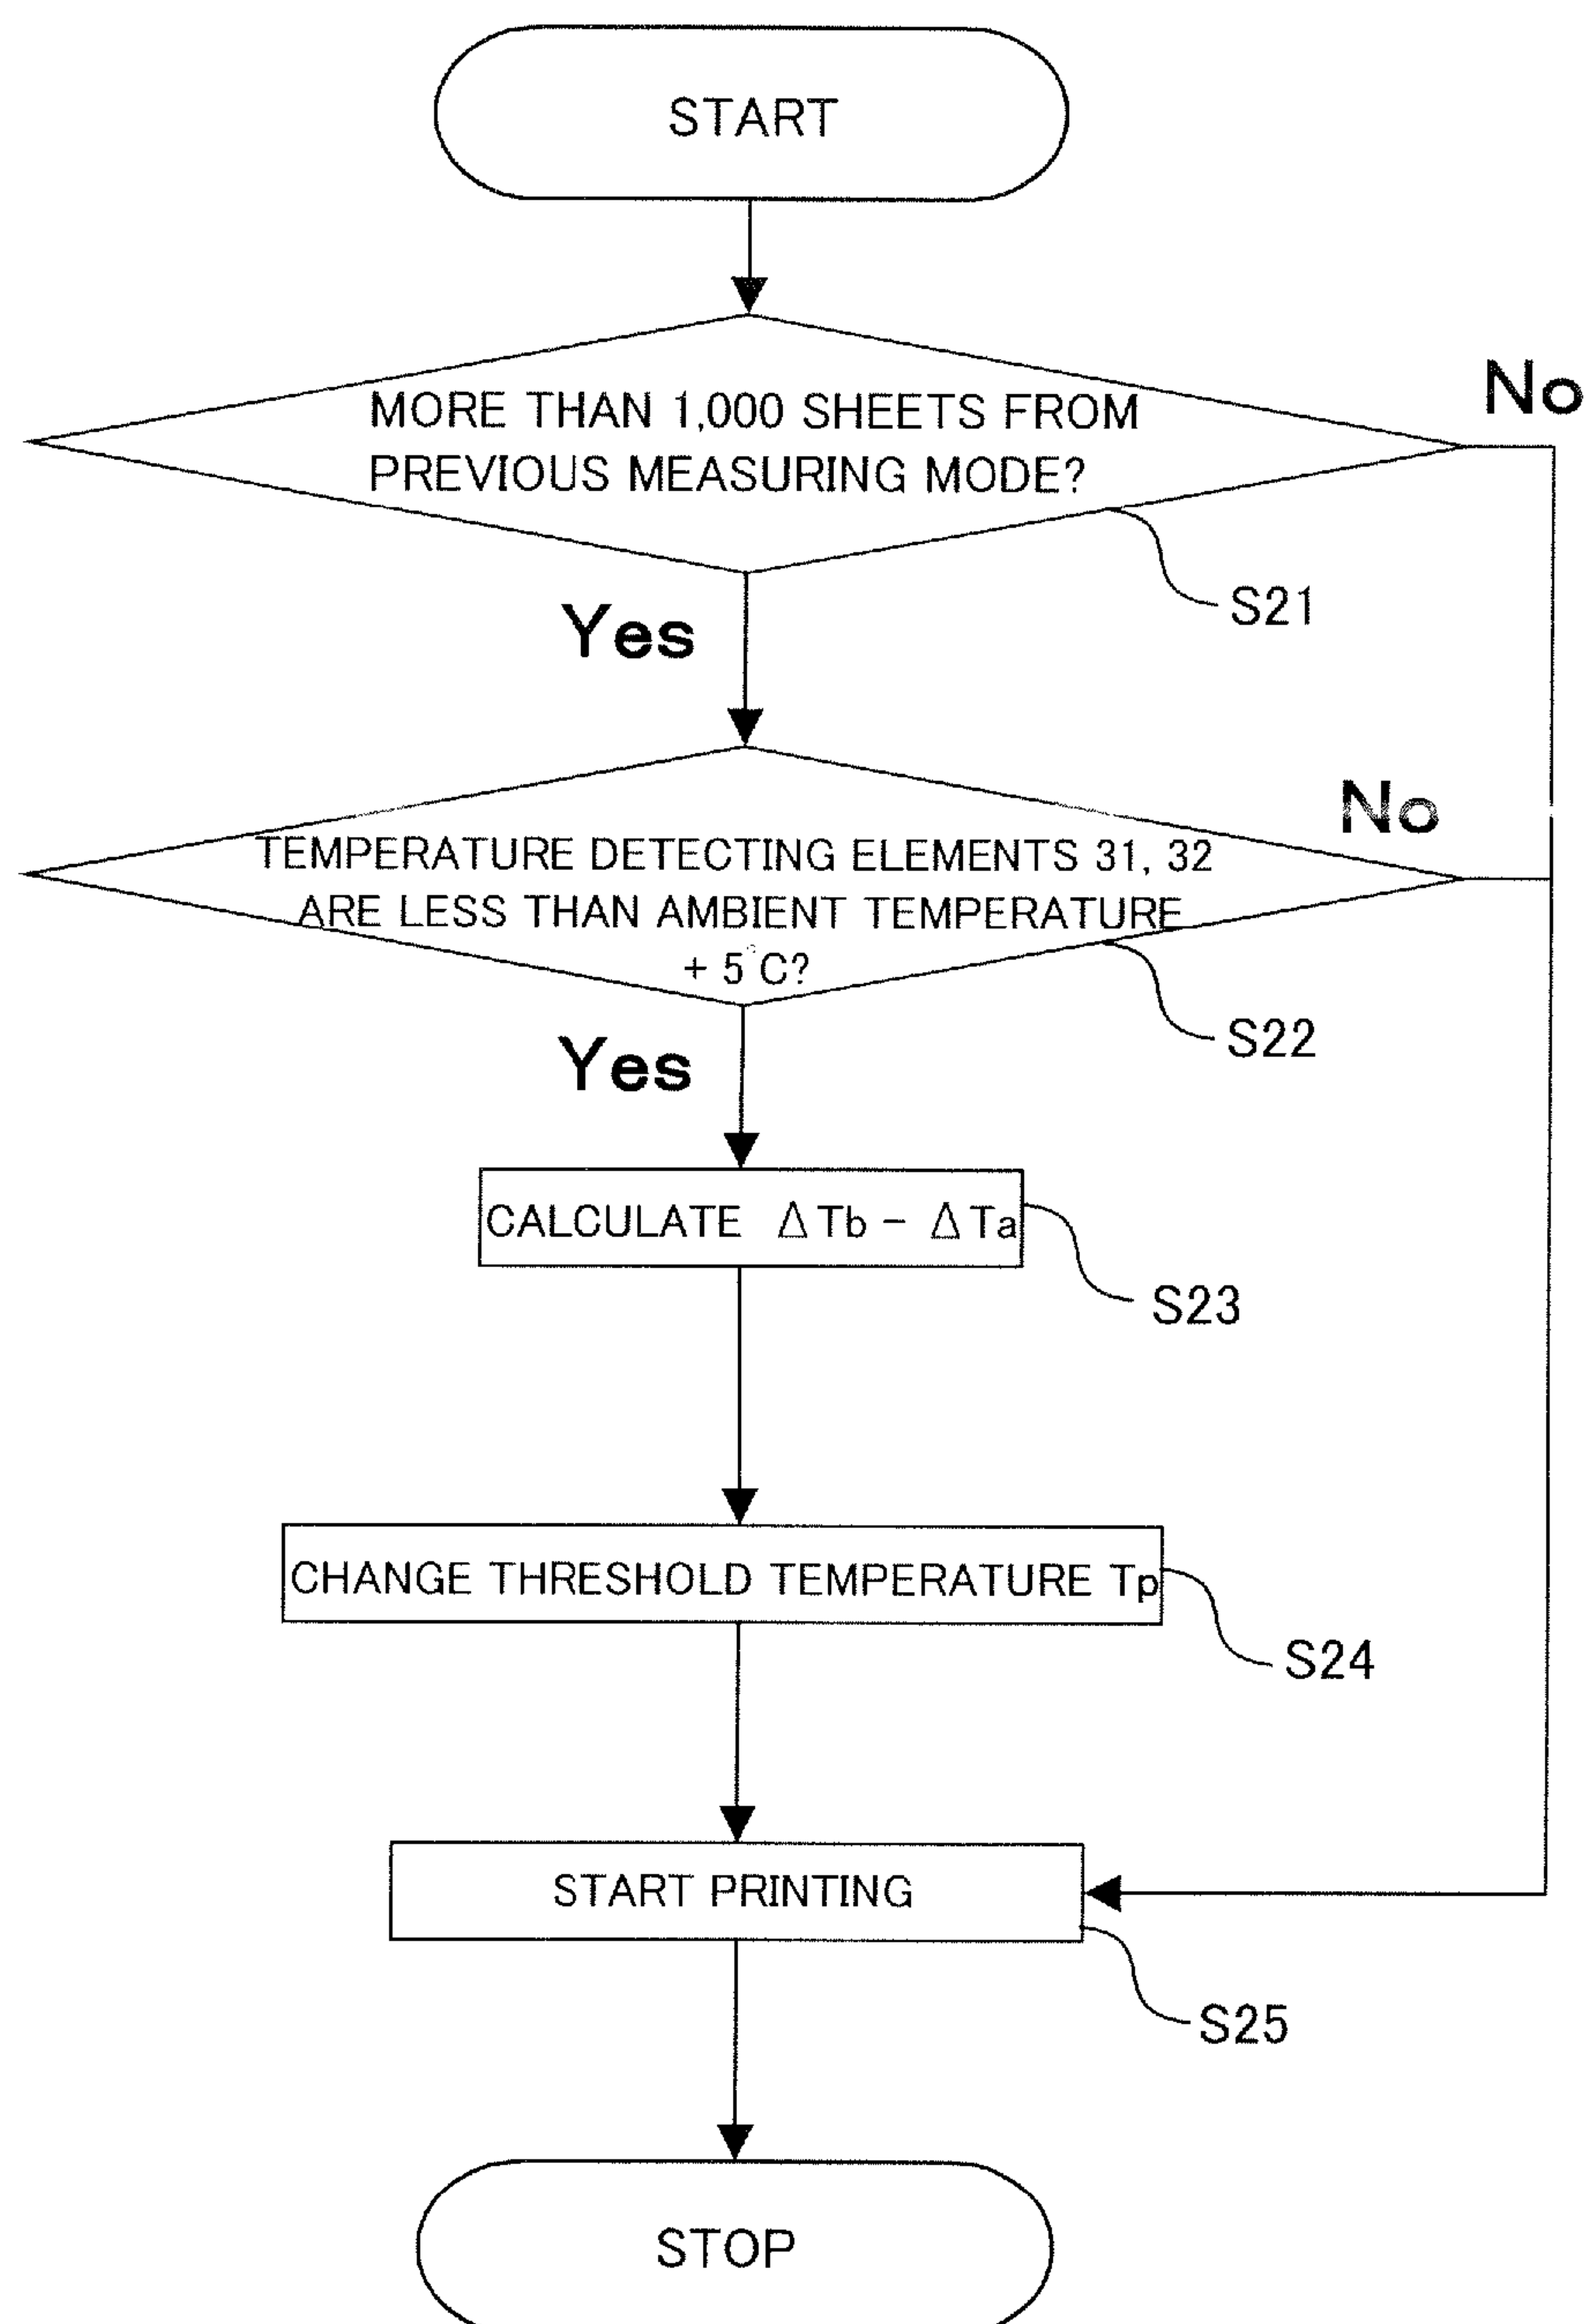 START
MORE THAN 1,000 SHEETS FROM
PREVIOUS MEASURING MODE?
No
S21
Yes
TEMPERATURE DETECTING ELEMENTS 31, 32
ARE LESS THAN AMBIENT TEMPERATURE
+ 5°C?
No
S22
Yes
CALCULATE ΔTb - ΔTa
S23
CHANGE THRESHOLD TEMPERATURE Tp
S24
START PRINTING
S25
STOP